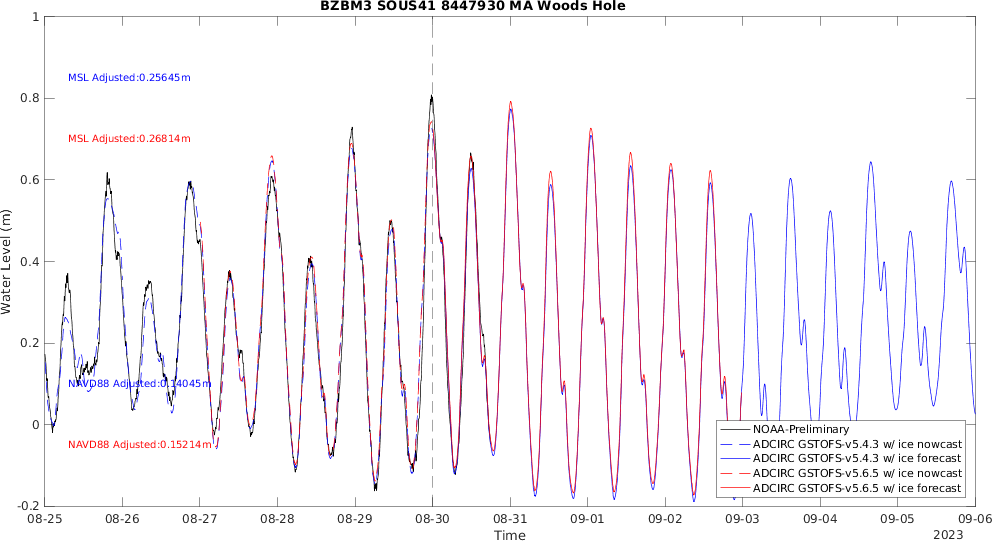 BZBM3 SOUS41 8447930 MA Woods Hole
1
0.8
0.6
0.4
0.2
0
-0.2
Water Level (m)
MSL Adjusted:0.25645m
MSL Adjusted:0.26814m
NAVD88 Adjusted:0.14045m
NAVD88 Adjusted:0.15214m
NOAA-Preliminary
ADCIRC GSTOFS-v5.4.3 w/ ice nowcast
ADCIRC GSTOFS-v5.4.3 w/ ice forecast
ADCIRC GSTOFS-v5.6.5 w/ ice nowcast
ADCIRC GSTOFS-v5.6.5 w/ ice forecast
08-25 08-26 08-27 08-28 08-29 08-30 08-31 09-01 09-02 09-03 09-04 09-05 09-06
Time
2023